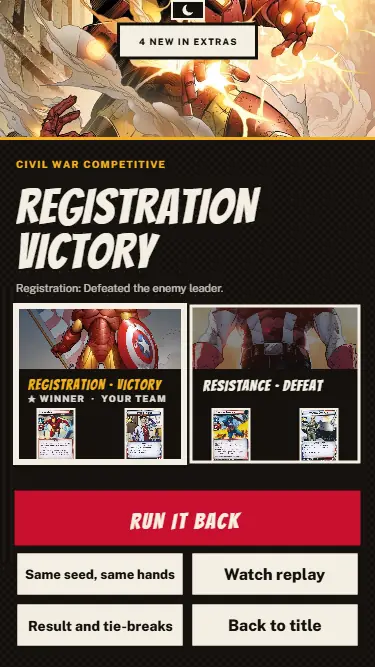 4 NEW IN EXTRAS
CIVIL WAR COMPETITIVE
REGISTRATION
VICTORY
Registration: Defeated the enemy leader.
REGISTRATION · VICTORY
★ WINNER · YOUR TEAM
RESISTANCE · DEFEAT
RUN IT BACK
Same seed, same hands
Watch replay
Result and tie-breaks
Back to title